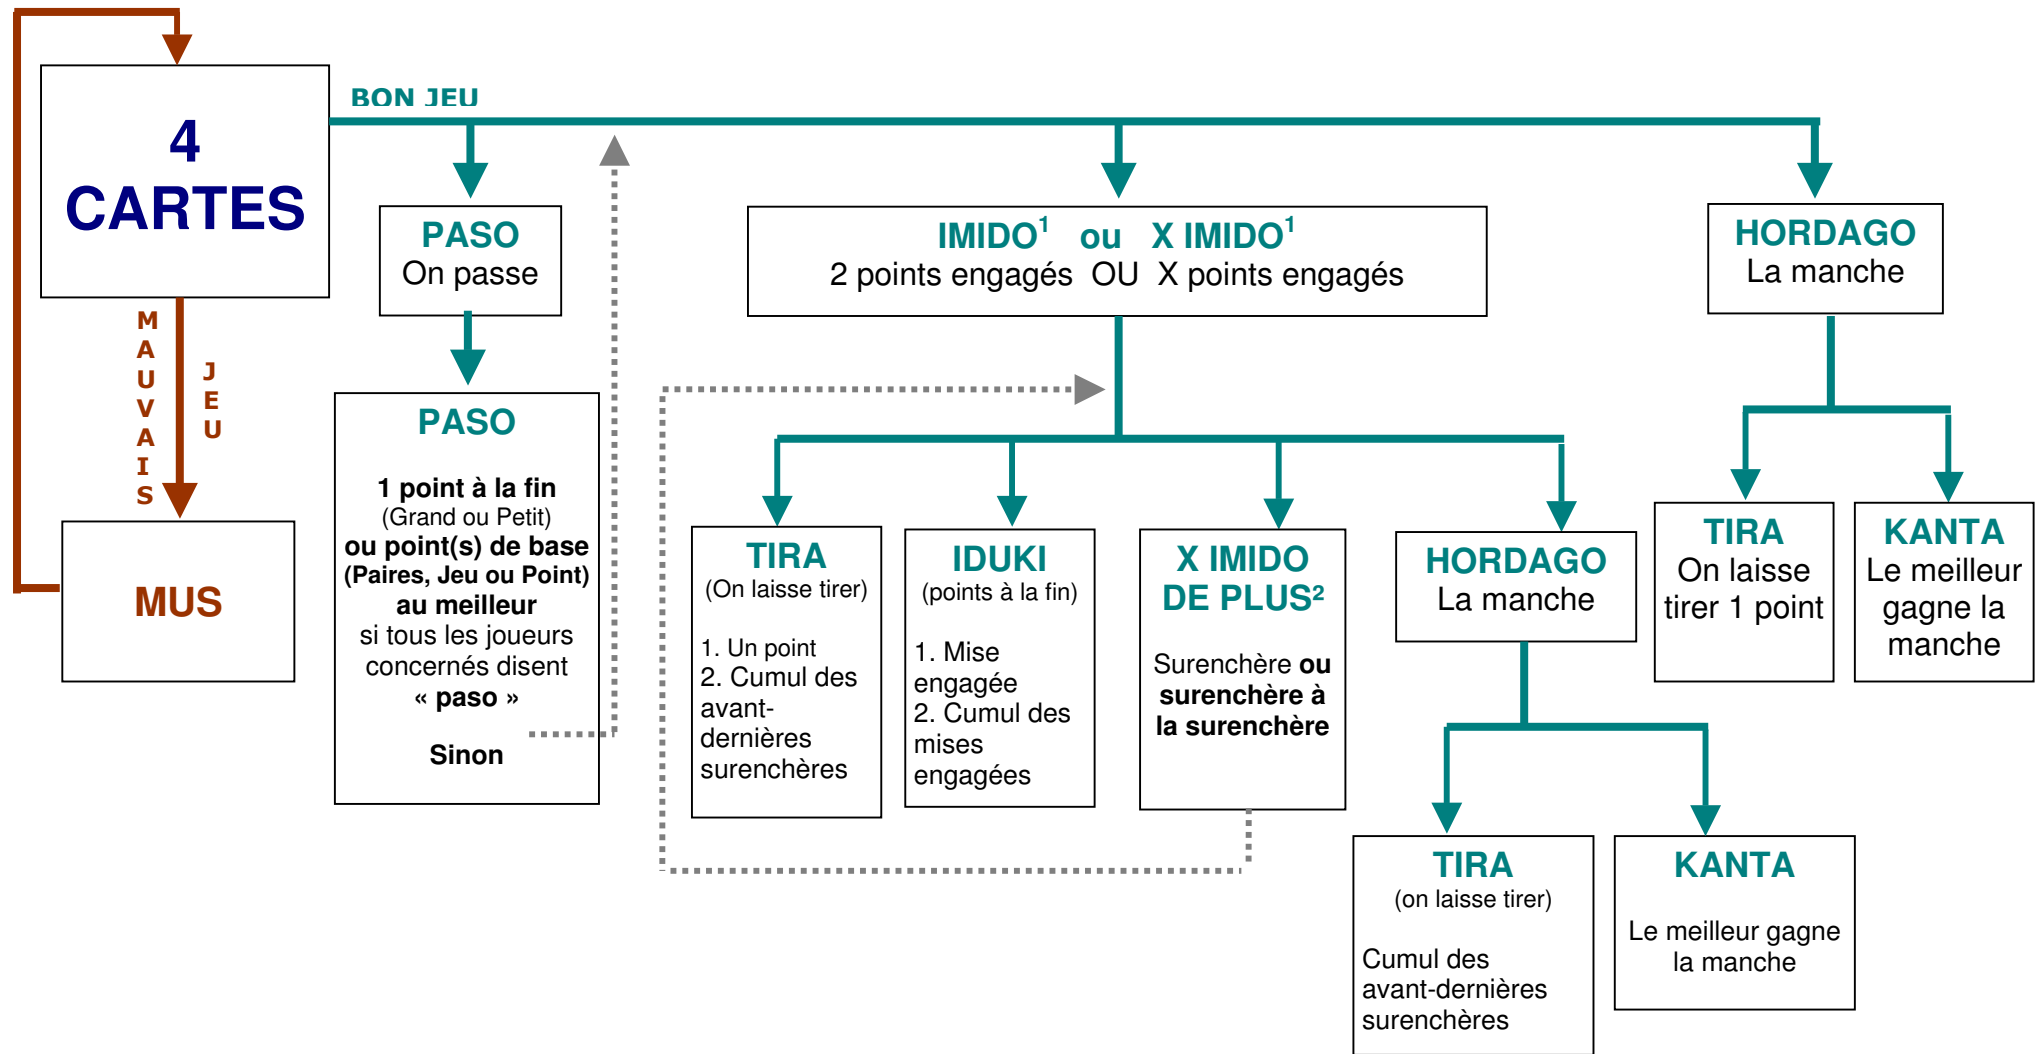 BON JEU
4
CARTES
MAUVAIS
JEU
MUS
PASO
On passe
PASO
1 point à la fin
(Grand ou Petit)
ou point(s) de base
(Paires, Jeu ou Point)
au meilleur
si tous les joueurs
concernés disent
« paso »
Sinon
IMIDO¹ ou X IMIDO¹
2 points engagés OU X points engagés
TIRA
(On laisse tirer)
1. Un point
2. Cumul des
avant-
dernières
surenchères
IDUKI
(points à la fin)
1. Mise
engagée
2. Cumul des
mises
engagées
X IMIDO
DE PLUS²
Surenchère ou
surenchère à
la surenchère
HORDAGO
La manche
TIRA
(on laisse tirer)
Cumul des
avant-dernières
surenchères
KANTA
Le meilleur gagne
la manche
HORDAGO
La manche
TIRA
On laisse
tirer 1 point
KANTA
Le meilleur
gagne la
manche